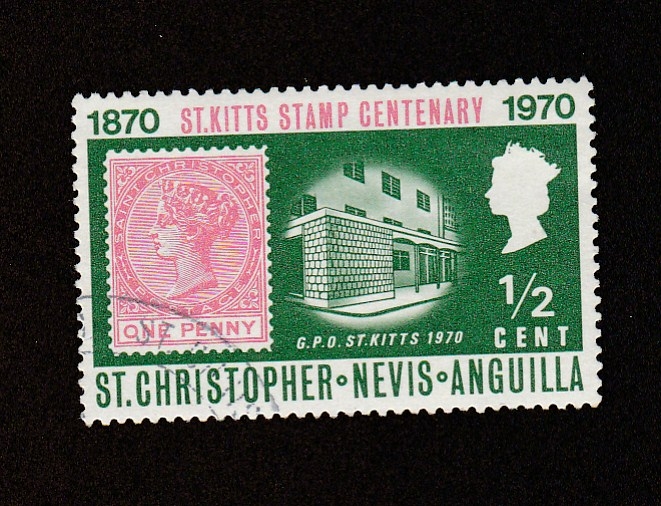 1870 ST.KITTS STAMP CENTENARY 1970
SAINT CHRISTOPHER
ONE PENNY
G.P.O. ST.KITTS 1970
1/2
CENT
ST.CHRISTOPHER•NEVIS•ANGUILLA